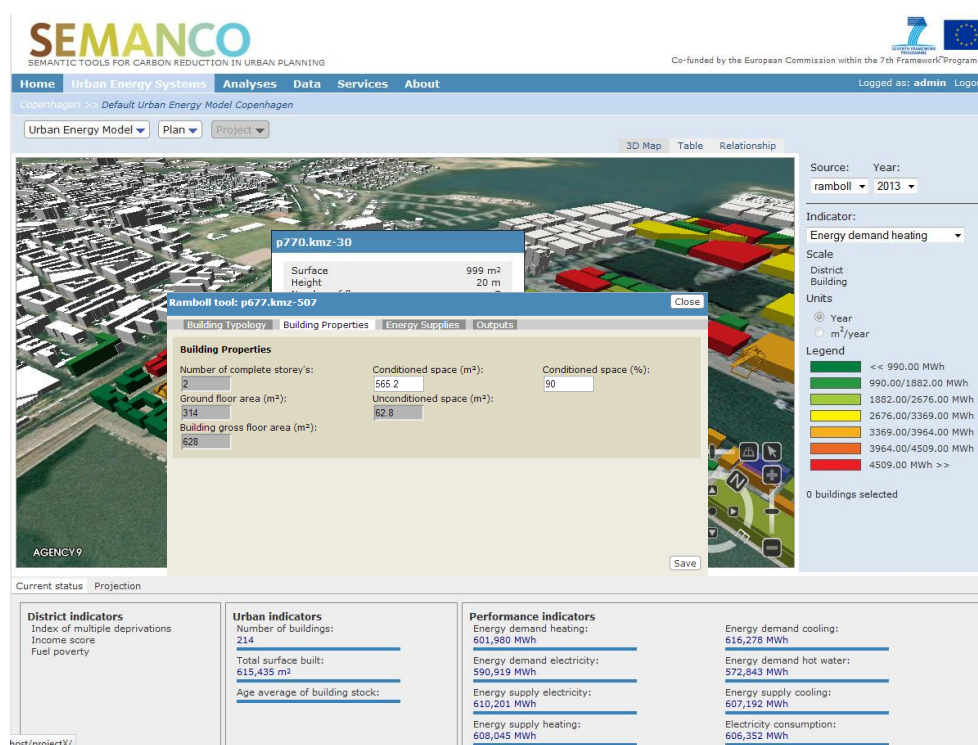 SEMANCO
SEMANTIC TOOLS FOR CARBON REDUCTION IN URBAN PLANNING
SEVENTH FRAMEWORK
PROGRAMME
Co-funded by the European Commission within the 7th Framework Program
Home Urban Energy Systems Analyses Data Services About
Logged as: admin Logo
Copenhagen >> Default Urban Energy Model Copenhagen
Urban Energy Model Plan Project
3D Map Table Relationship
Source: Year:
ramboll 2013
Indicator:
Energy demand heating
Scale
District
Building
Units
Year
m²/year
Legend
<< 990.00 MWh
990.00/1882.00 MWh
1882.00/2676.00 MWh
2676.00/3369.00 MWh
3369.00/3964.00 MWh
3964.00/4509.00 MWh
4509.00 MWh >>
0 buildings selected
p770.kmz-30
Surface 999 m²
Height 20 m
Ramboll tool: p677.kmz-507 Close
Building Typology Building Properties Energy Supplies Outputs
Building Properties
Number of complete storey's: Conditioned space (m²): Conditioned space (%):
2 565.2 90
Ground floor area (m²): Unconditioned space (m²):
314 62.8
Building gross floor area (m²):
628
Save
N
AGENCY9
Current status Projection
District indicators
Index of multiple deprivations
Income score
Fuel poverty
Urban indicators
Number of buildings:
214
Total surface built:
615,435 m²
Age average of building stock:
Performance indicators
Energy demand heating: Energy demand cooling:
601,980 MWh 616,278 MWh
Energy demand electricity: Energy demand hot water:
590,919 MWh 572,843 MWh
Energy supply electricity: Energy supply cooling:
610,201 MWh 607,192 MWh
Energy supply heating: Electricity consumption:
608,045 MWh 606,352 MWh
host/projectX/